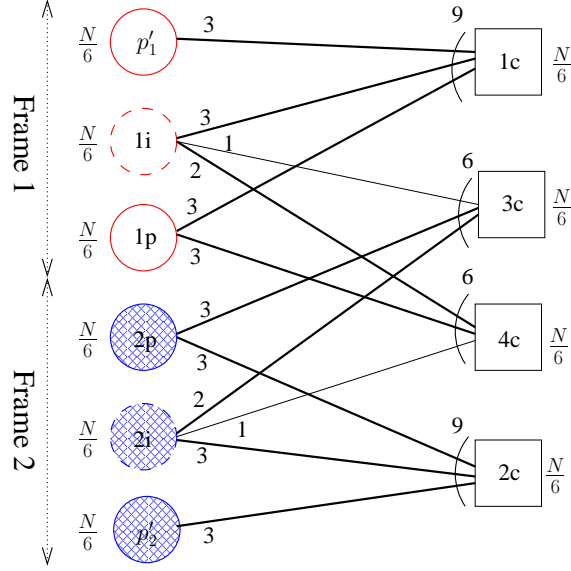 Frame 1
Frame 2
N/6 p′₁ 3 9 1c N/6
N/6 1i 3 1 2 6 3c N/6
N/6 1p 3 3 6 4c N/6
N/6 2p 3 3
N/6 2i 2 1 3 9 2c N/6
N/6 p′₂ 3